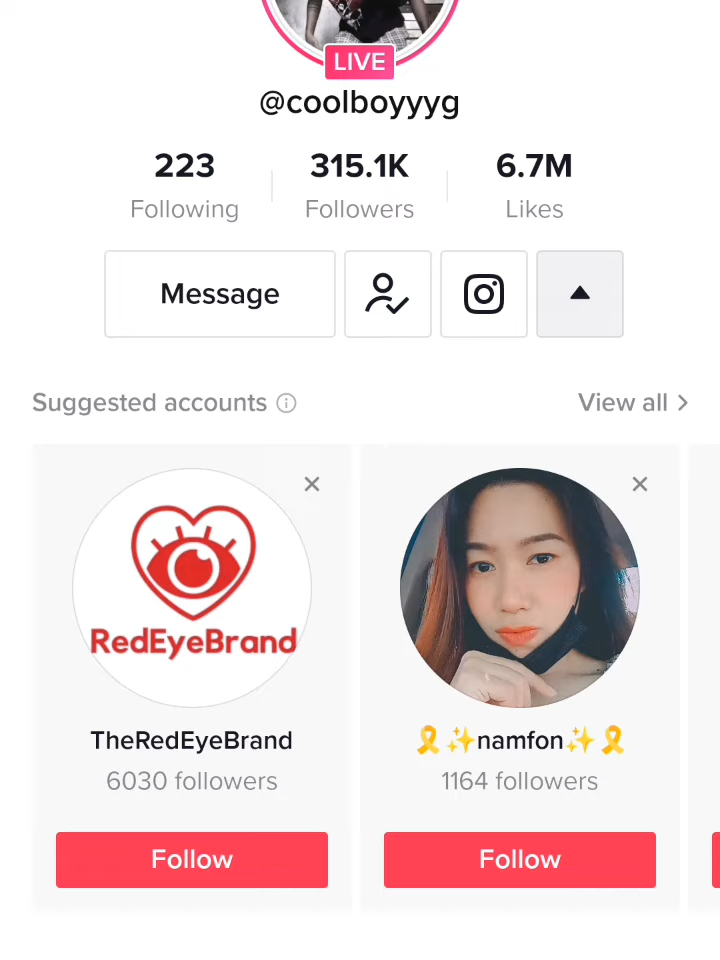 LIVE
@coolboyyyg
223 315.1K 6.7M
Following Followers Likes
Message
Suggested accounts View all
RedEyeBrand
TheRedEyeBrand 🎗️✨namfon✨🎗️
6030 followers 1164 followers
Follow Follow